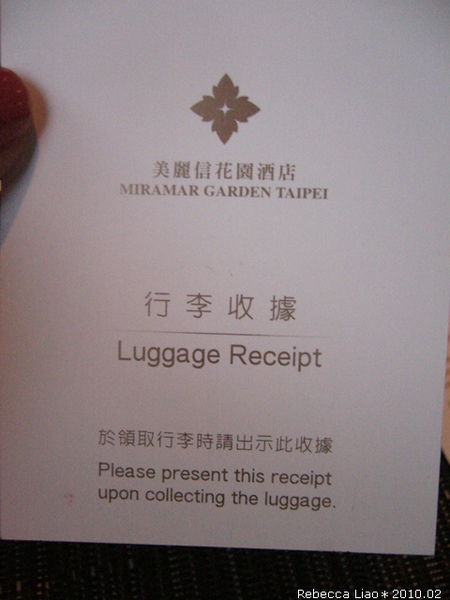 美麗信花園酒店
MIRAMAR GARDEN TAIPEI
行李收據
Luggage Receipt
於領取行李時請出示此收據
Please present this receipt
upon collecting the luggage.
Rebecca Liao＊2010.02